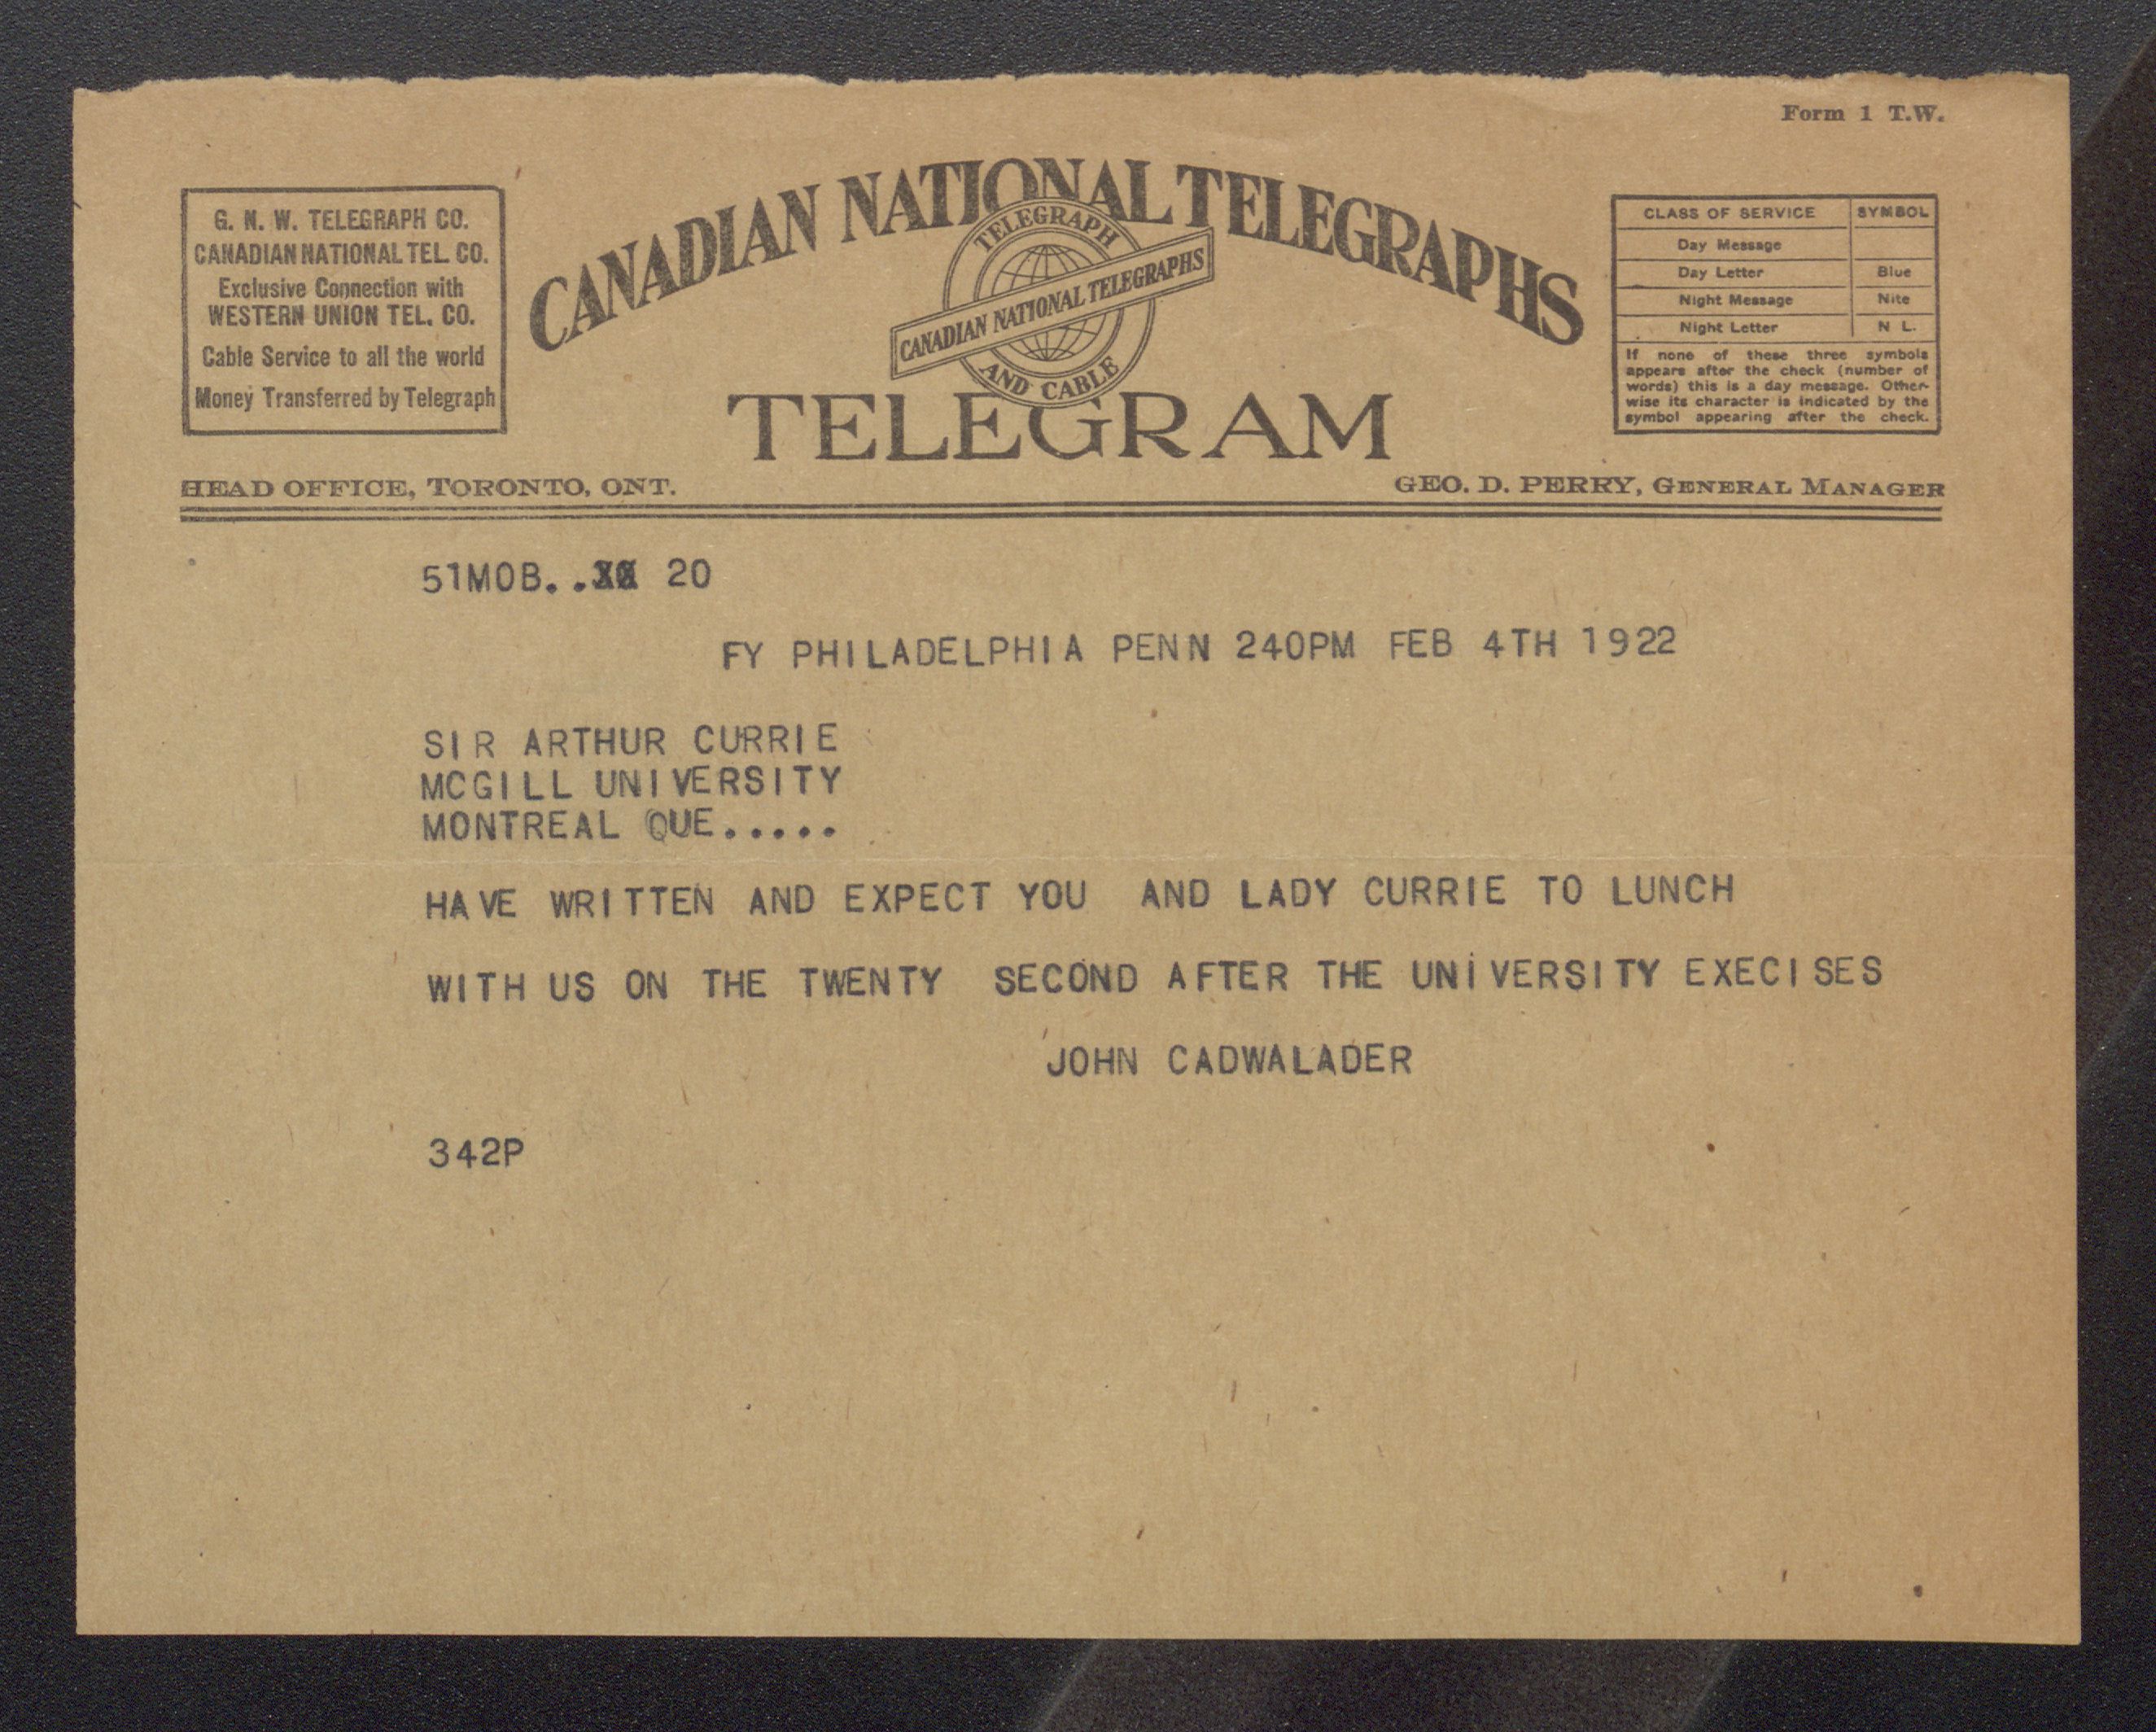 Form 1 T.W.
G. N. W. TELEGRAPH CO.
CANADIAN NATIONAL TEL. CO.
Exclusive Connection with
WESTERN UNION TEL. CO.
Cable Service to all the world
Money Transferred by Telegraph
CANADIAN NATIONAL TELEGRAPHS
TELEGRAPH
CANADIAN NATIONAL TELEGRAPHS
AND CABLE
TELEGRAM
CLASS OF SERVICE SYMBOL
Day Message
Day Letter Blue
Night Message Nite
Night Letter N L.
If none of these three symbols
appears after the check (number of
words) this is a day message. Other-
wise its character is indicated by the
symbol appearing after the check.
HEAD OFFICE, TORONTO, ONT.
GEO. D. PERRY, GENERAL MANAGER
51MOB.. 20
FY PHILADELPHIA PENN 240PM FEB 4TH 1922
SIR ARTHUR CURRIE
MCGILL UNIVERSITY
MONTREAL QUE.....
HAVE WRITTEN AND EXPECT YOU AND LADY CURRIE TO LUNCH
WITH US ON THE TWENTY SECOND AFTER THE UNIVERSITY EXECISES
JOHN CADWALADER
342P